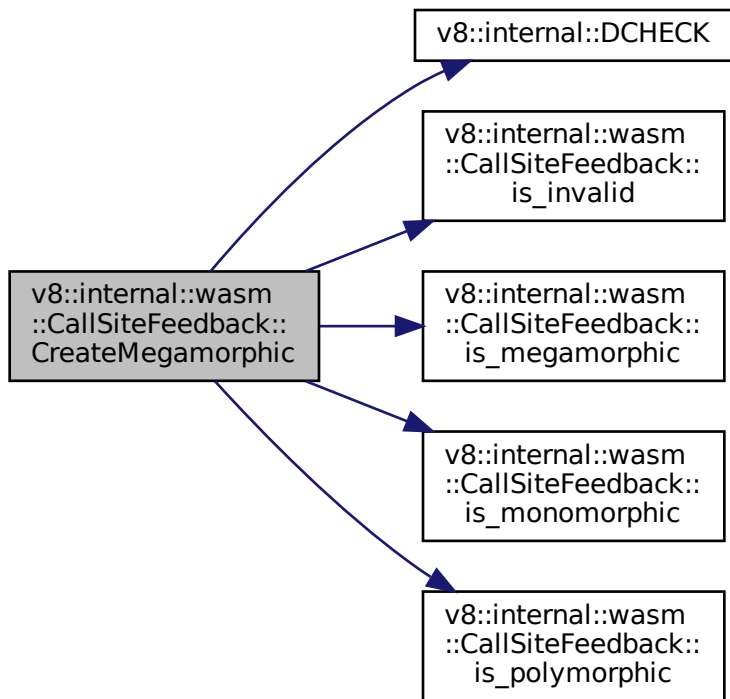 v8::internal::DCHECK
v8::internal::wasm
::CallSiteFeedback::
is_invalid
v8::internal::wasm
::CallSiteFeedback::
CreateMegamorphic
v8::internal::wasm
::CallSiteFeedback::
is_megamorphic
v8::internal::wasm
::CallSiteFeedback::
is_monomorphic
v8::internal::wasm
::CallSiteFeedback::
is_polymorphic